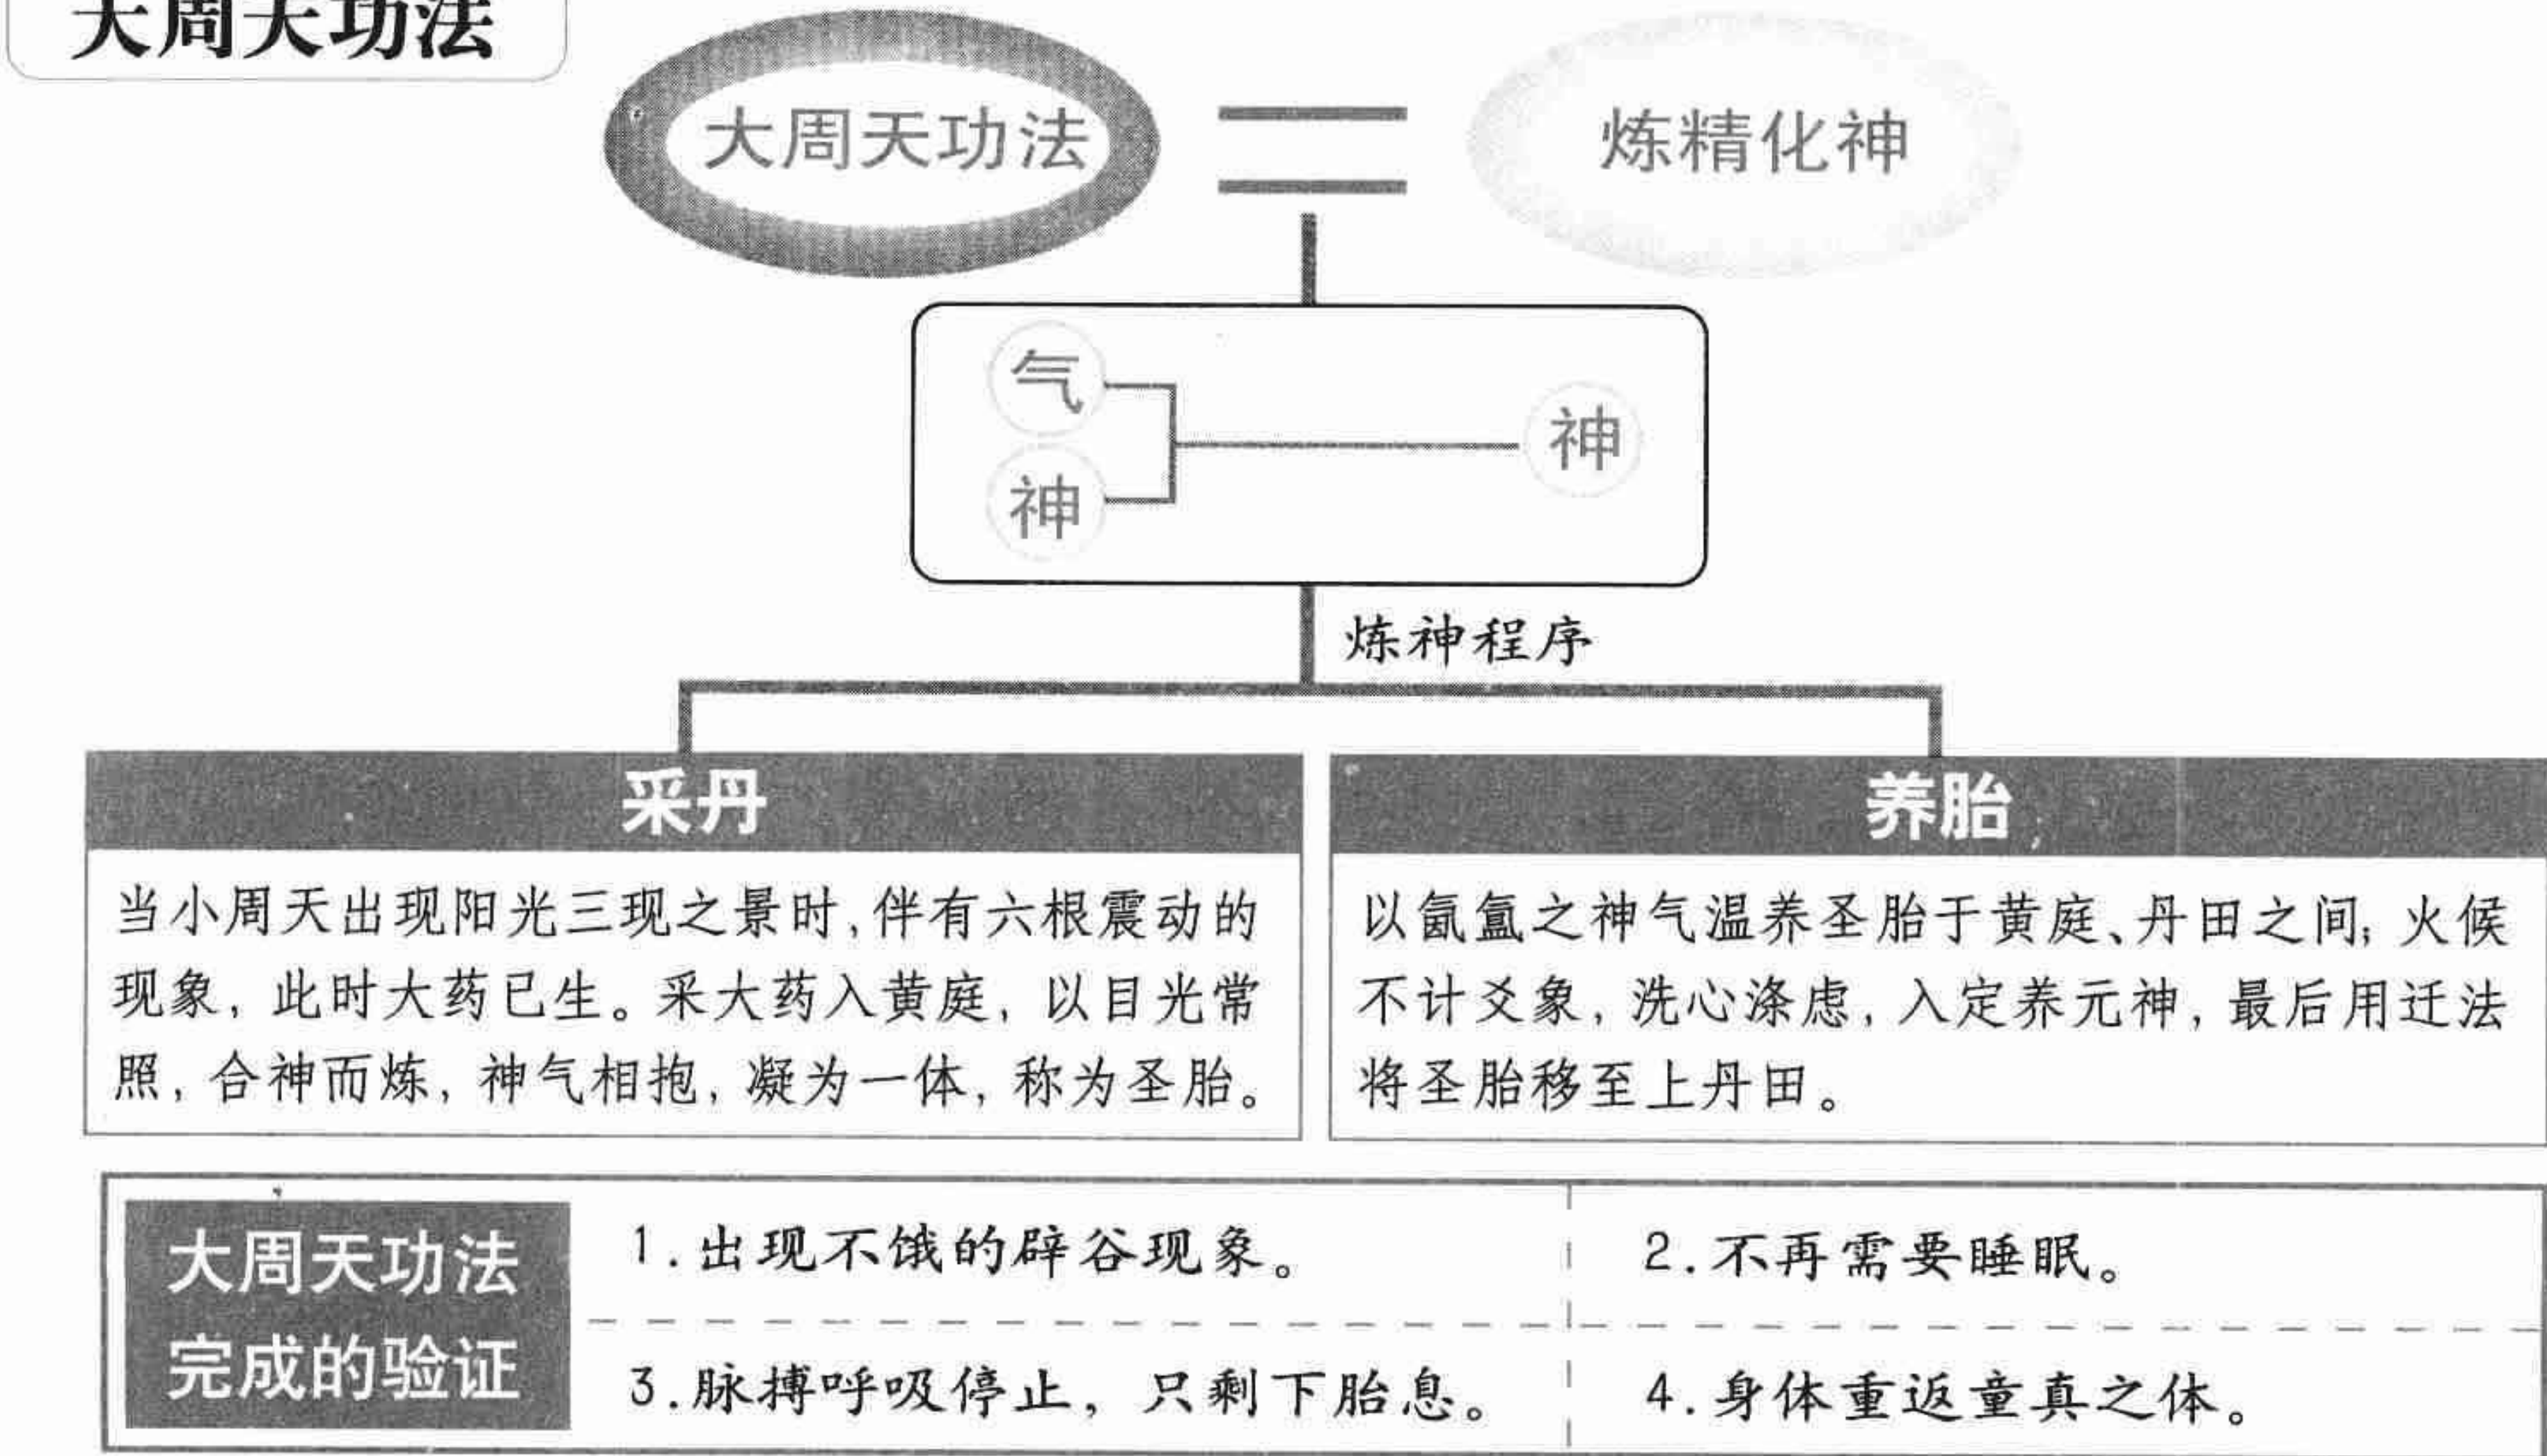 大周天功法
大周天功法
炼精化神
气
神
神
炼神程序
采丹
当小周天出现阳光三现之景时,伴有六根震动的
现象,此时大药已生。采大药入黄庭,以目光常
照,合神而炼,神气相抱,凝为一体,称为圣胎。
养胎
以氤氲之神气温养圣胎于黄庭、丹田之间;火候
不计爻象,洗心涤虑,入定养元神,最后用迁法
将圣胎移至上丹田。
大周天功法
完成的验证
1.出现不饿的辟谷现象。
2.不再需要睡眠。
3.脉搏呼吸停止,只剩下胎息。
4.身体重返童真之体。